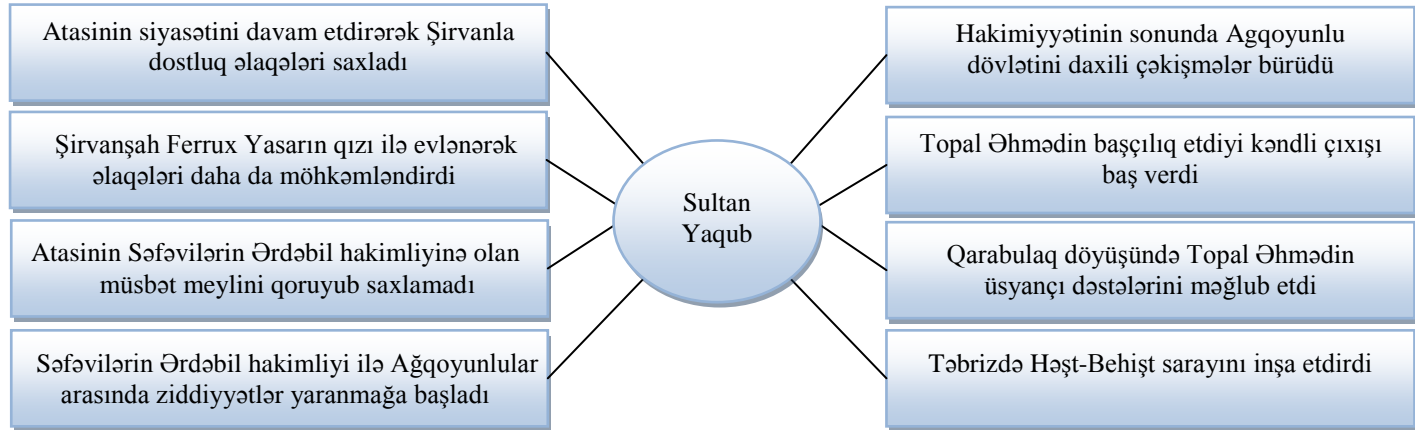 Atasinin siyasətini davam etdirərək Şirvanla
dostluq əlaqələri saxladı
Şirvanşah Ferrux Yasarın qızı ilə evlənərək
əlaqələri daha da möhkəmləndirdi
Atasinin Səfəvilərin Ərdəbil hakimliyinə olan
müsbət meylini qoruyub saxlamadı
Səfəvilərin Ərdəbil hakimliyi ilə Ağqoyunlular
arasında ziddiyyətlər yaranmağa başladı
Sultan
Yaqub
Hakimiyyətinin sonunda Agqoyunlu
dövlətini daxili çəkişmələr bürüdü
Topal Əhmədin başçılıq etdiyi kəndli çıxışı
baş verdi
Qarabulaq döyüşündə Topal Əhmədin
üsyançı dəstələrini məğlub etdi
Təbrizdə Həşt-Behişt sarayını inşa etdirdi